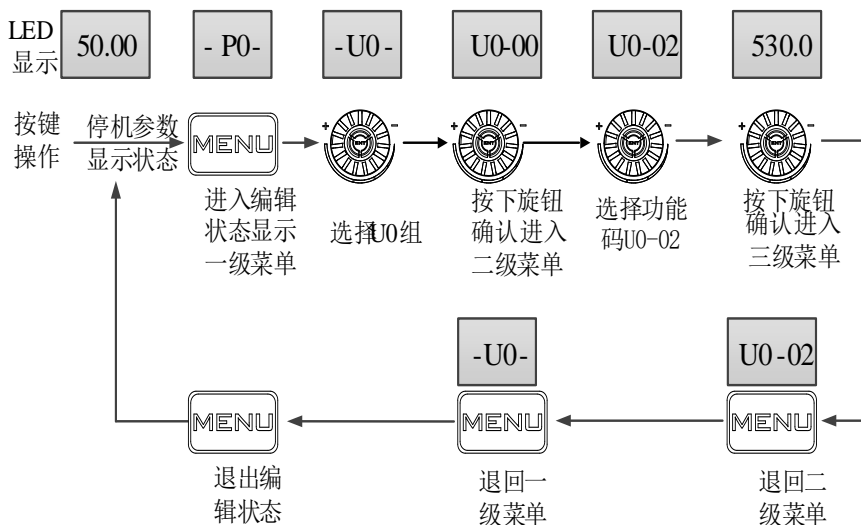 LED
显示
50.00
- P0-
-U0 -
U0-00
U0-02
530.0
按键
操作
停机参数
显示状态
MENU
+ -
ENT
+ -
ENT
+ -
ENT
+ -
ENT
进入编辑
状态显示
一级菜单
选择U0组
按下旋钮
确认进入
二级菜单
选择功能
码U0-02
按下旋钮
确认进入
三级菜单
-U0-
U0-02
MENU
MENU
MENU
退出编
辑状态
退回一
级菜单
退回二
级菜单